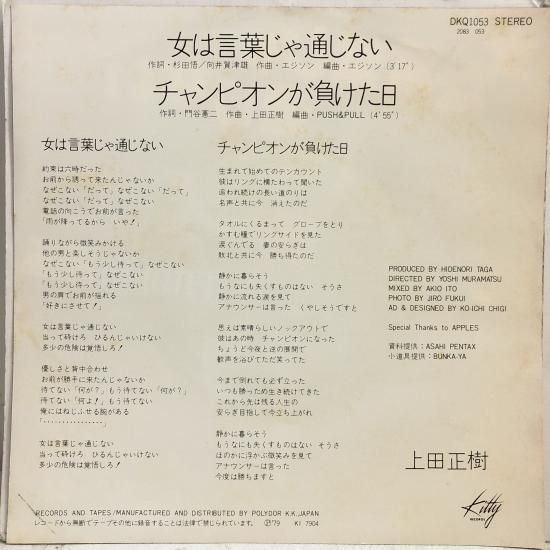 DKQ1053 STEREO
2083 053
女は言葉じゃ通じない
作詞・杉田悟/向井賀津雄 作曲・エジソン 編曲・エジソン(3'17")
チャンピオンが負けた日
作詞・門谷憲二 作曲・上田正樹 編曲・PUSH&PULL(4'55")
女は言葉じゃ通じない
約束は六時だった
お前から誘って来たんじゃないか
なぜこない「だって」なぜこない「だって」
なぜこない「だって」なぜこない
電話の向こうでお前が言った
「雨が降ってるから いや!」
踊りながら微笑みかける
他の男と楽しそうじゃないか
なぜこない「もう少し待って」なぜこない
「もう少し待って」なぜこない
「もう少し待って」なぜこない
男の肩でお前が揺れる
「好きにさせて!」
女は言葉じゃ通じない
当って砕けろ ひるんじゃいけない
多少の危険は覚悟しろ!
優しさと背中合わせ
お前が勝手に来たんじゃないか
待てない「何が?」もう待てない「何が?」
待てない「何よ!」もう待てない
俺にはねじふせる腕がある
「……………」
女は言葉じゃ通じない
当って砕けろ ひるんじゃいけない
多少の危険は覚悟しろ!
チャンピオンが負けた日
生まれて始めてのテンカウント
彼はリングに横たわって聞いた
追われ続けの長い道のりは
名声と共に今 消えたのだ
タオルにくるまって グローブをとり
かすむ瞳でリングサイドを見た
涙ぐんでる 妻の安らぎは
敗北と共に今 勝ち得たのだ
静かに暮らそう
もうなにも失くすものはない そうさ
静かに流れる涙を見て
アナウンサーは言った くやしそうですと
思えば素晴らしいノックアウトで
彼はあの時 チャンピオンになった
ちょうど今夜と逆の展開で
歓声を浴びてただ笑ってた
今まで倒れても必ず立った
いつも勝っため生き続けてきた
これから先は残る人生の
安らぎ目指して今立ち上がれ
静かに暮らそう
もうなにも失くすものはない そうさ
ほのかに浮かぶ微笑みを見て
アナウンサーは言った
今度は勝ちますと
PRODUCED BY HIDENORI TAGA
DIRECTED BY YOSHI MURAMATSU
MIXED BY AKIO ITO
PHOTO BY JIRO FUKUI
AD & DESIGNED BY KO-ICHI CHIGI
Special Thanks to APPLES
資料提供:ASAHI PENTAX
小道具提供:BUNKA-YA
上田正樹
RECORDS AND TAPES/MANUFACTURED AND DISTRIBUTED BY POLYDOR・K.K.JAPAN
レコードから無断でテープその他に録音することは法律で禁じられています。 Ⓟ'79 KI 7904
Kitty
RECORDS